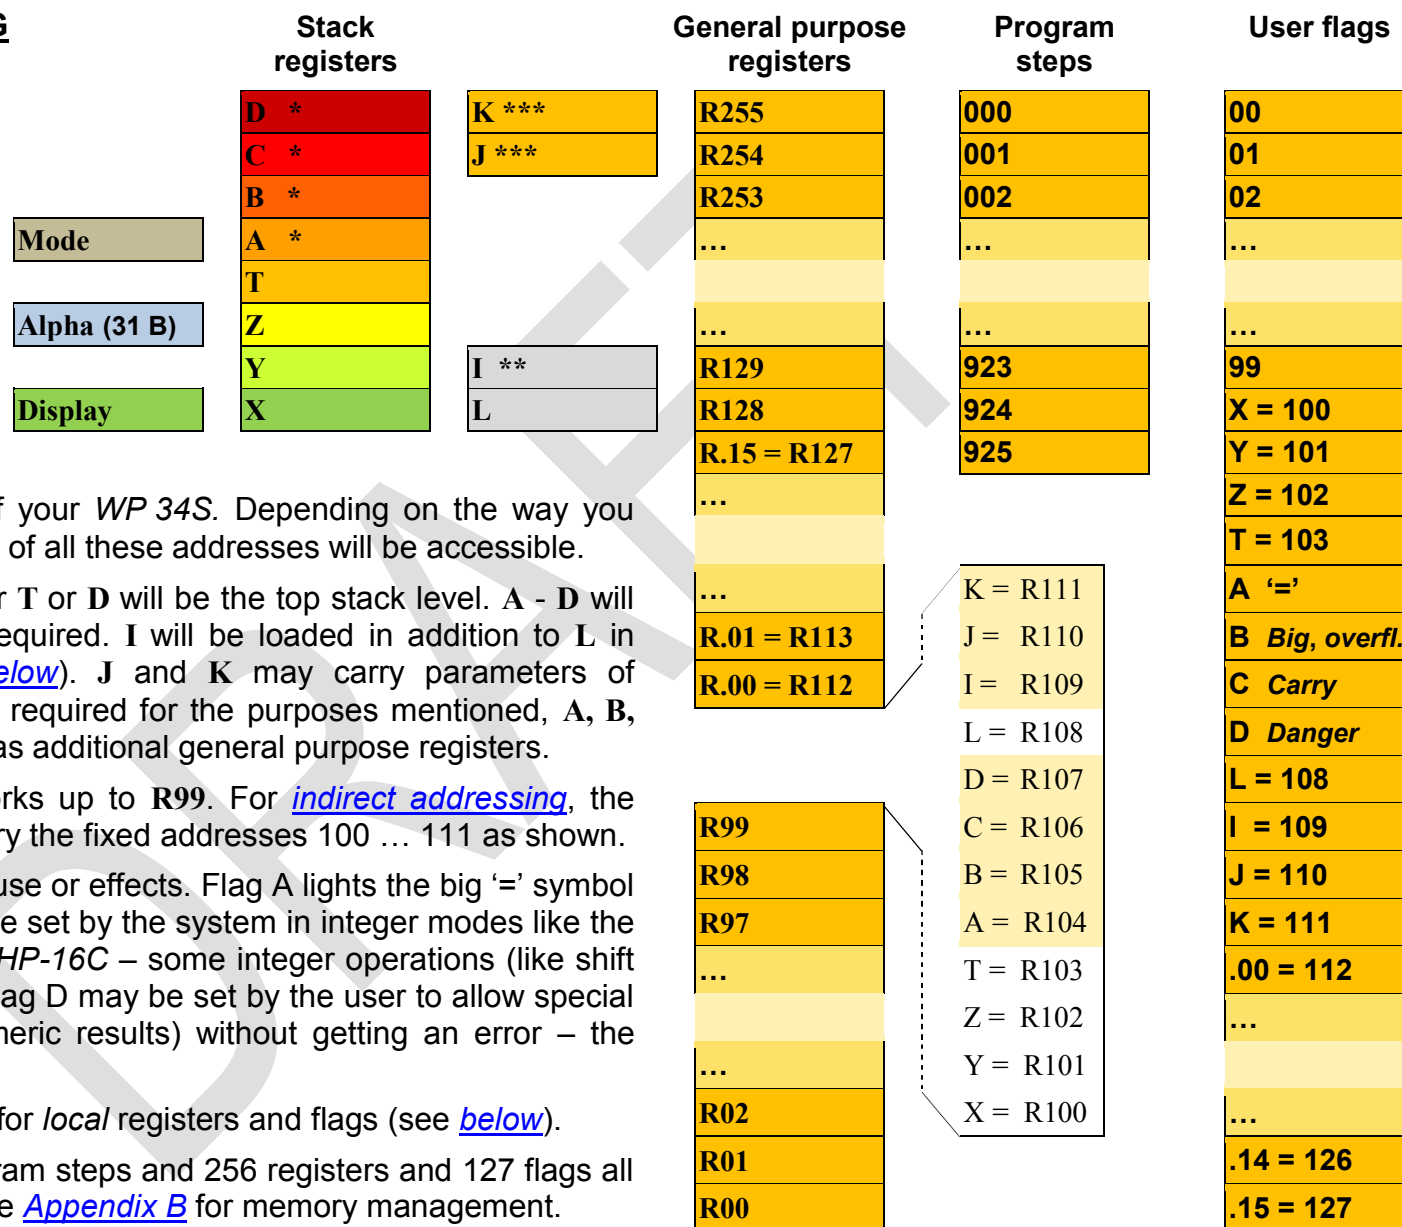 G
Stack registers
General purpose registers
Program steps
User flags
D *
C *
B *
A *
T
Z
Y
X
K ***
J ***
I **
L
Mode
Alpha (31 B)
Display
R255
R254
R253
…
…
R129
R128
R.15 = R127
…
…
R.01 = R113
R.00 = R112
R99
R98
R97
…
…
R02
R01
R00
000
001
002
…
…
923
924
925
K = R111
J = R110
I = R109
L = R108
D = R107
C = R106
B = R105
A = R104
T = R103
Z = R102
Y = R101
X = R100
00
01
02
…
…
99
X = 100
Y = 101
Z = 102
T = 103
A ‘=’
B Big, overfl.
C Carry
D Danger
L = 108
I = 109
J = 110
K = 111
.00 = 112
…
…
.14 = 126
.15 = 127
f your WP 34S. Depending on the way you
of all these addresses will be accessible.
r T or D will be the top stack level. A - D will
equired. I will be loaded in addition to L in
elow). J and K may carry parameters of
required for the purposes mentioned, A, B,
as additional general purpose registers.
orks up to R99. For indirect addressing, the
ry the fixed addresses 100 … 111 as shown.
use or effects. Flag A lights the big ‘=’ symbol
e set by the system in integer modes like the
HP-16C – some integer operations (like shift
lag D may be set by the user to allow special
meric results) without getting an error – the
for local registers and flags (see below).
ram steps and 256 registers and 127 flags all
e Appendix B for memory management.
DRAFT